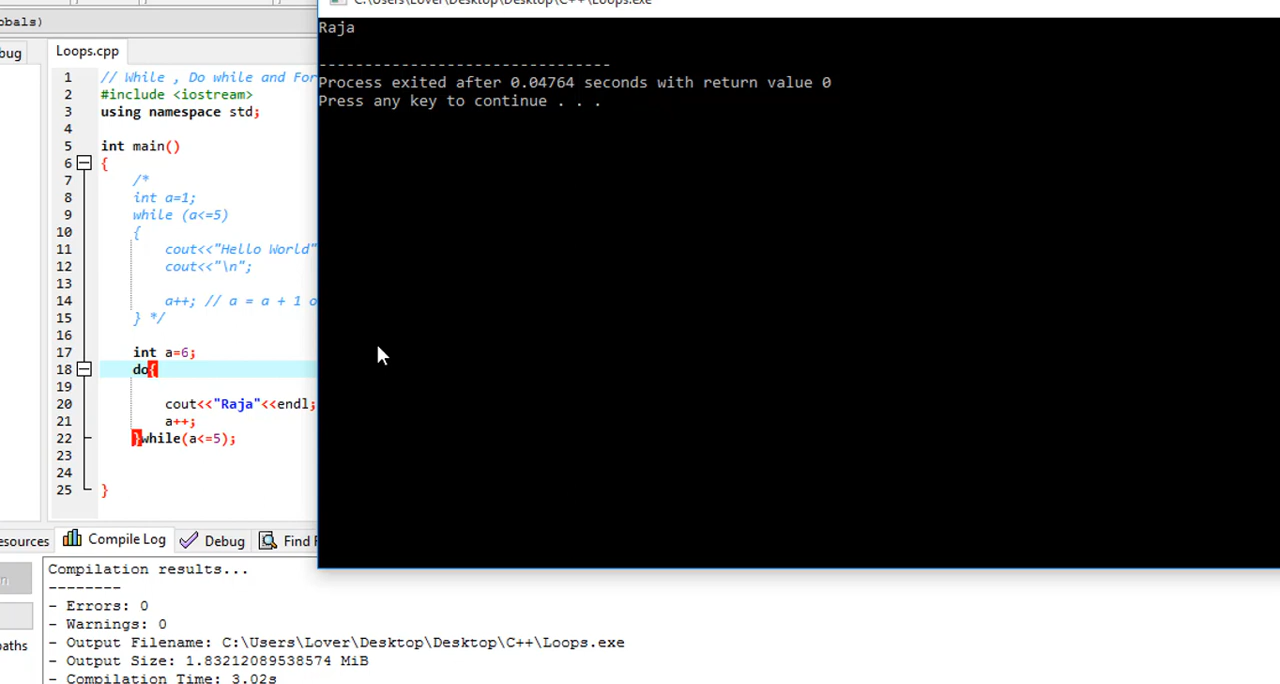 C:\Users\Lover\Desktop\Desktop\C++\Loops.exe
obals)
bug
Loops.cpp
1 // While , Do while and For
2 #include <iostream>
3 using namespace std;
4
5 int main()
6 {
7 /*
8 int a=1;
9 while (a<=5)
10 {
11 cout<<"Hello World"
12 cout<<"\n";
13
14 a++; // a = a + 1 o
15 } */
16
17 int a=6;
18 do{
19
20 cout<<"Raja"<<endl;
21 a++;
22 }while(a<=5);
23
24
25 }
Raja
--------------------------------
Process exited after 0.04764 seconds with return value 0
Press any key to continue . . .
esources
Compile Log
Debug
Find
paths
Compilation results...
--------
- Errors: 0
- Warnings: 0
- Output Filename: C:\Users\Lover\Desktop\Desktop\C++\Loops.exe
- Output Size: 1.83212089538574 MiB
- Compilation Time: 3.02s